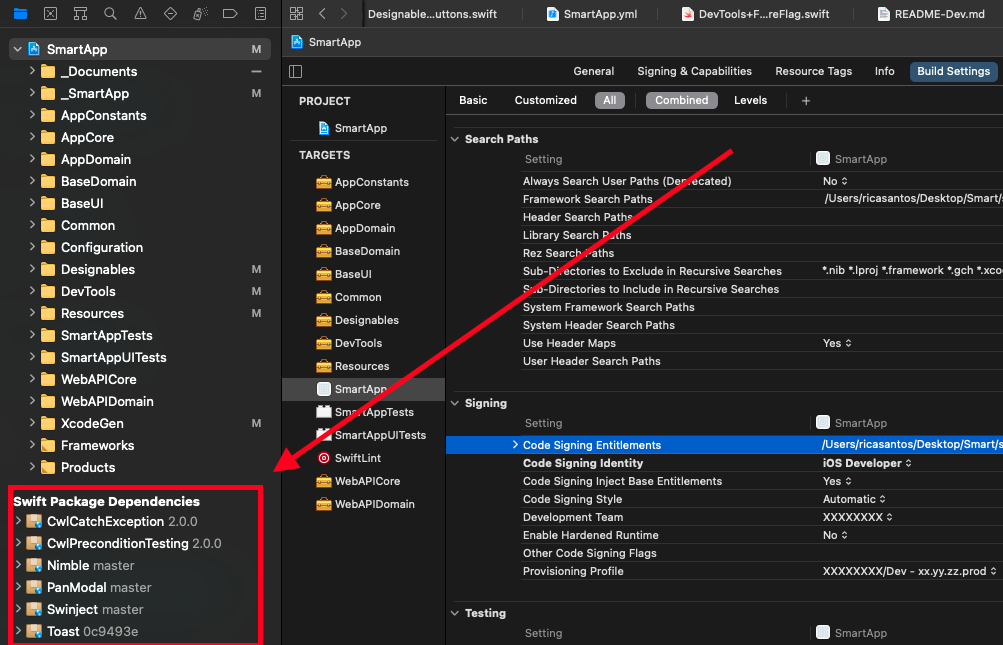 Designable...uttons.swift
SmartApp.yml
DevTools+F...reFlag.swift
README-Dev.md
SmartApp
SmartApp M
_Documents
_SmartApp M
AppConstants
AppCore
AppDomain
BaseDomain
BaseUI
Common
Configuration
Designables M
DevTools M
Resources M
SmartAppTests
SmartAppUITests
WebAPICore
WebAPIDomain
XcodeGen M
Frameworks
Products
Swift Package Dependencies
CwlCatchException 2.0.0
CwlPreconditionTesting 2.0.0
Nimble master
PanModal master
Swinject master
Toast 0c9493e
General
Signing & Capabilities
Resource Tags
Info
Build Settings
PROJECT
SmartApp
TARGETS
AppConstants
AppCore
AppDomain
BaseDomain
BaseUI
Common
Designables
DevTools
Resources
SmartApp
SmartAppTests
SmartAppUITests
SwiftLint
WebAPICore
WebAPIDomain
Basic
Customized
All
Combined
Levels
+
Search Paths
Setting SmartApp
Always Search User Paths (Deprecated) No
Framework Search Paths /Users/ricasantos/Desktop/Smart/s
Header Search Paths
Library Search Paths
Rez Search Paths
Sub-Directories to Exclude in Recursive Searches *.nib *.lproj *.framework *.gch *.xcode
Sub-Directories to Include in Recursive Searches
System Framework Search Paths
System Header Search Paths
Use Header Maps Yes
User Header Search Paths
Signing
Setting SmartApp
Code Signing Entitlements /Users/ricasantos/Desktop/Smart/s
Code Signing Identity iOS Developer
Code Signing Inject Base Entitlements Yes
Code Signing Style Automatic
Development Team XXXXXXXX
Enable Hardened Runtime No
Other Code Signing Flags
Provisioning Profile XXXXXXXX/Dev - xx.yy.zz.prod
Testing
Setting SmartApp